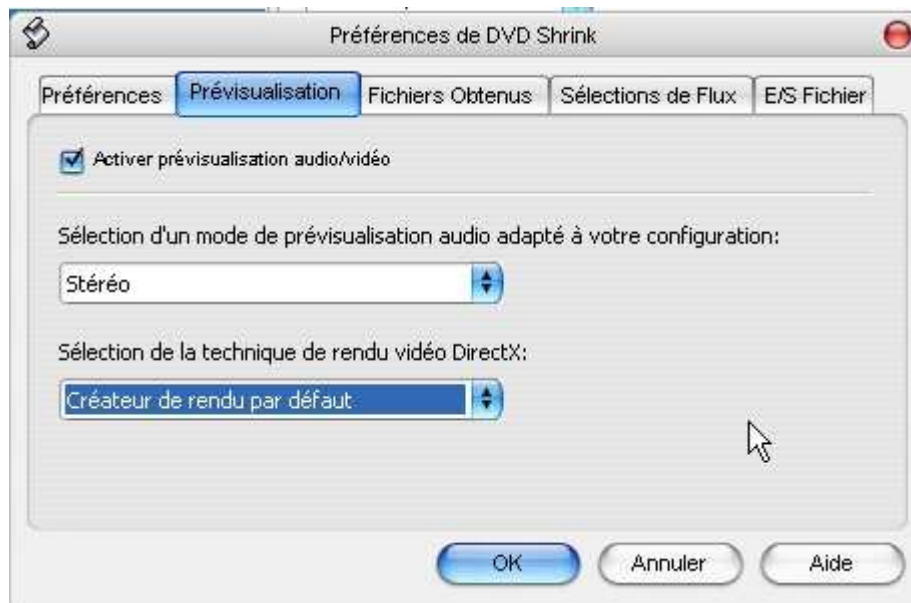 Préférences de DVD Shrink
Préférences Prévisualisation Fichiers Obtenus Sélections de Flux E/S Fichier
Activer prévisualisation audio/vidéo
Sélection d'un mode de prévisualisation audio adapté à votre configuration:
Stéréo
Sélection de la technique de rendu vidéo DirectX:
Créateur de rendu par défaut
OK Annuler Aide